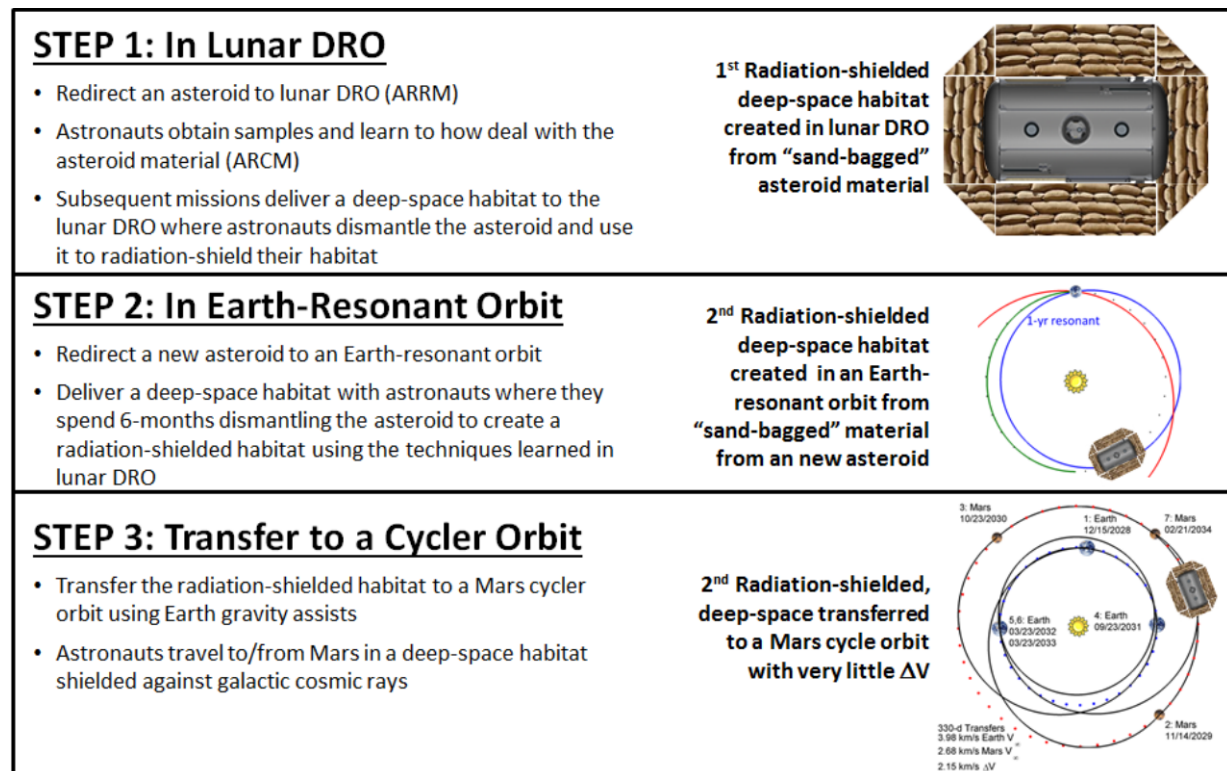 STEP 1: In Lunar DRO
• Redirect an asteroid to lunar DRO (ARRM)
• Astronauts obtain samples and learn to how deal with the
asteroid material (ARCM)
• Subsequent missions deliver a deep-space habitat to the
lunar DRO where astronauts dismantle the asteroid and use
it to radiation-shield their habitat
1st Radiation-shielded
deep-space habitat
created in lunar DRO
from “sand-bagged”
asteroid material
STEP 2: In Earth-Resonant Orbit
• Redirect a new asteroid to an Earth-resonant orbit
• Deliver a deep-space habitat with astronauts where they
spend 6-months dismantling the asteroid to create a
radiation-shielded habitat using the techniques learned in
lunar DRO
2nd Radiation-shielded
deep-space habitat
created in an Earth-
resonant orbit from
“sand-bagged” material
from an new asteroid
1-yr resonant
STEP 3: Transfer to a Cycler Orbit
• Transfer the radiation-shielded habitat to a Mars cycler
orbit using Earth gravity assists
• Astronauts travel to/from Mars in a deep-space habitat
shielded against galactic cosmic rays
2nd Radiation-shielded,
deep-space transferred
to a Mars cycle orbit
with very little ΔV
3: Mars
10/23/2030
1: Earth
12/15/2028
7: Mars
02/21/2034
5,6: Earth
03/23/2032
03/23/2033
4: Earth
09/23/2031
2: Mars
11/14/2029
330-d Transfers
3.98 km/s Earth V∞
2.68 km/s Mars V∞
2.15 km/s ΔV